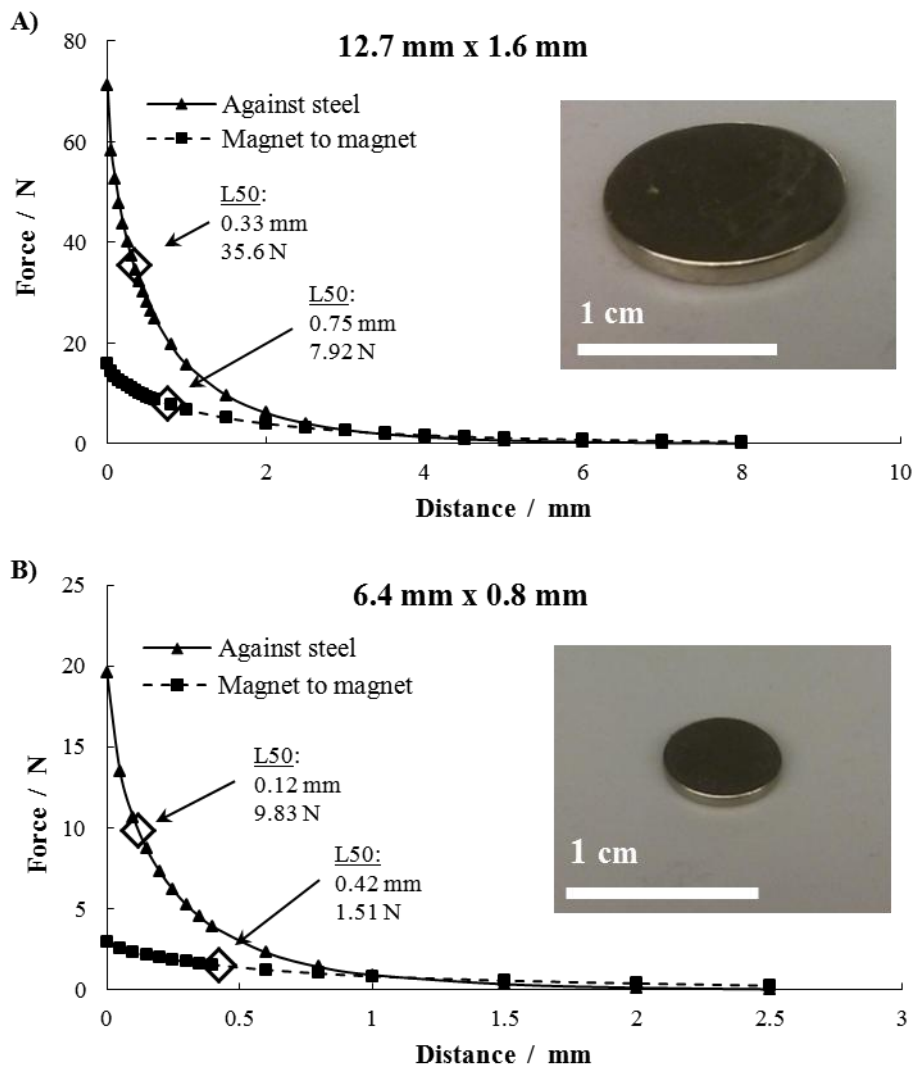 A)
12.7 mm x 1.6 mm
80
60
40
20
0
Force / N
Against steel
Magnet to magnet
L50:
0.33 mm
35.6 N
L50:
0.75 mm
7.92 N
1 cm
0 2 4 6 8 10
Distance / mm
B)
6.4 mm x 0.8 mm
25
20
15
10
5
0
Force / N
Against steel
Magnet to magnet
L50:
0.12 mm
9.83 N
L50:
0.42 mm
1.51 N
1 cm
0 0.5 1 1.5 2 2.5 3
Distance / mm